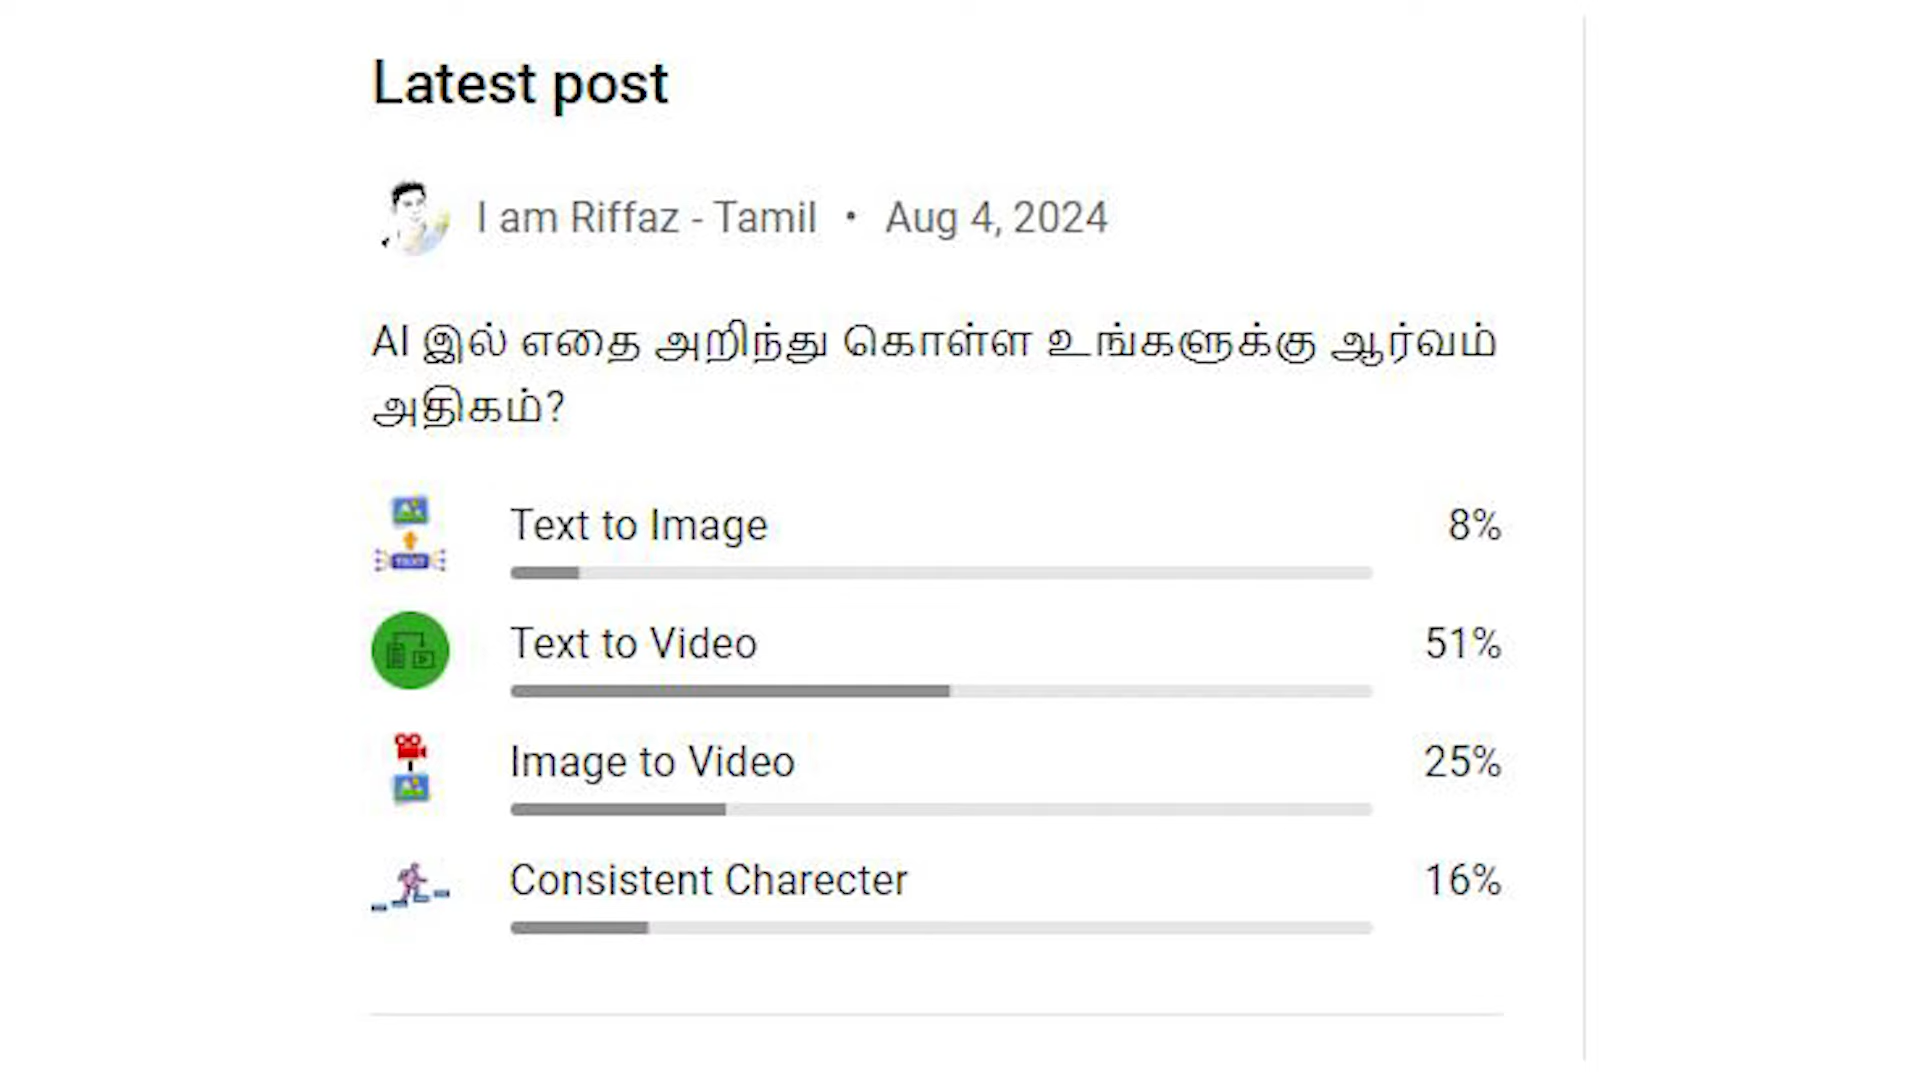 Latest post
I am Riffaz - Tamil • Aug 4, 2024
AI இல் எதை அறிந்து கொள்ள உங்களுக்கு ஆர்வம்
அதிகம்?
TEXT
Text to Image 8%
Text to Video 51%
Image to Video 25%
Consistent Charecter 16%